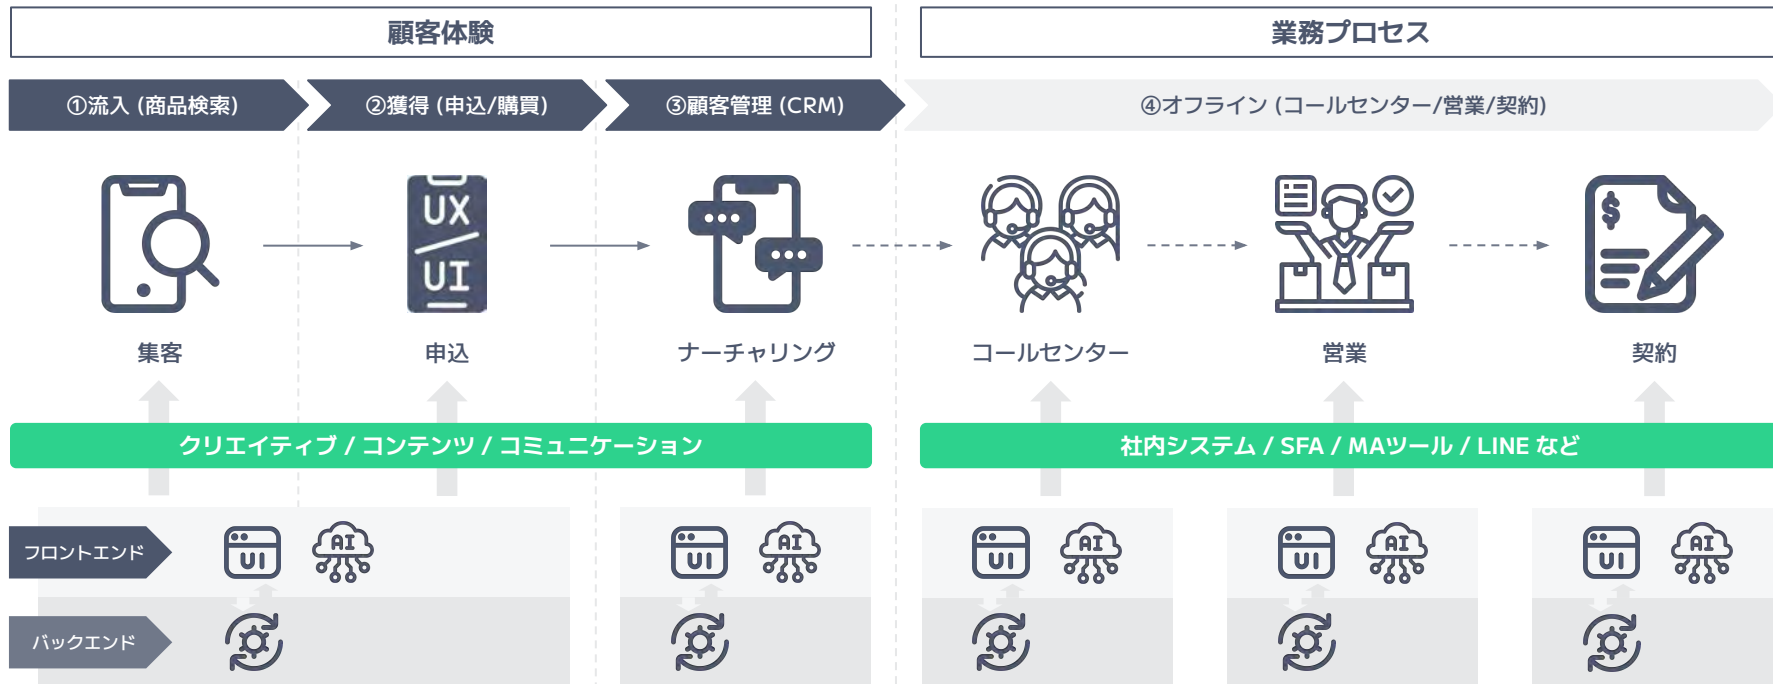 顧客体験
業務プロセス
①流入 (商品検索)
②獲得 (申込/購買)
③顧客管理 (CRM)
④オフライン (コールセンター/営業/契約)
UX
UI
$
集客
申込
ナーチャリング
コールセンター
営業
契約
クリエイティブ / コンテンツ / コミュニケーション
社内システム / SFA / MAツール / LINE など
フロントエンド
UI
AI
UI
AI
UI
AI
UI
AI
UI
AI
バックエンド